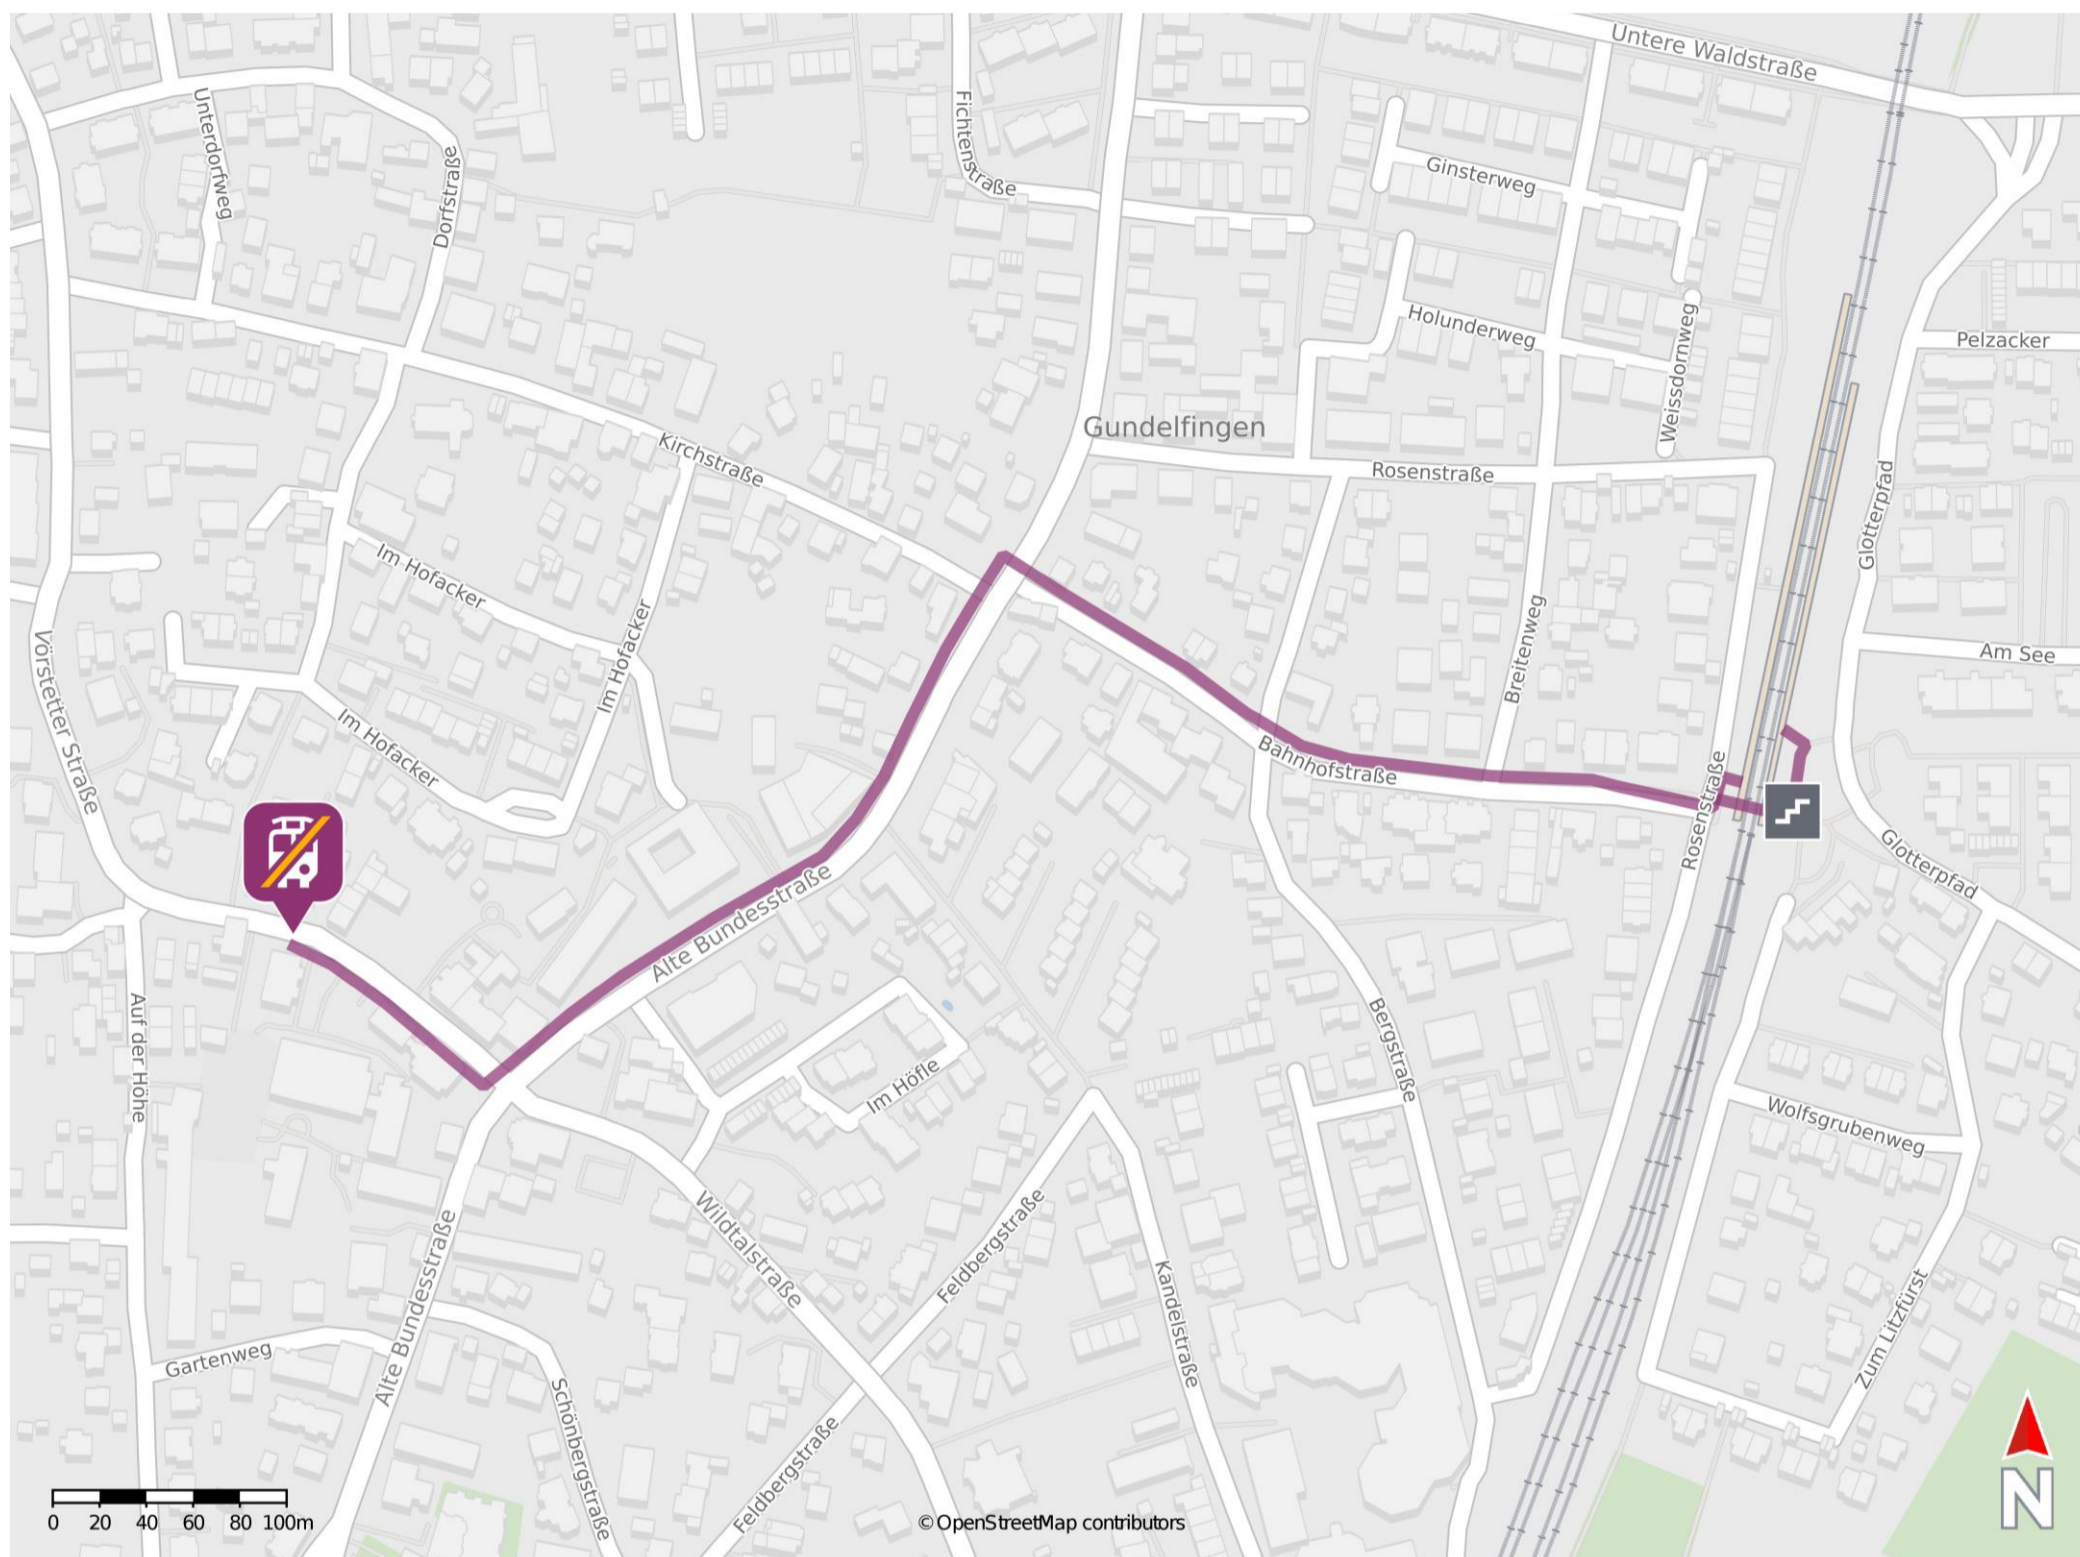 Untere Waldstraße
Unterdorfweg
Dorfstraße
Fichtenstraße
Ginsterweg
Holunderweg
Weissdornweg
Pelzacker
Gundelfingen
Kirchstraße
Rosenstraße
Glotterpfad
Im Hofacker
Im Hofacker
Breitenweg
Am See
Vörstetter Straße
Im Hofacker
Bahnhofstraße
Rosenstraße
Glotterpfad
Alte Bundesstraße
Auf der Höhe
Bergstraße
Im Höfle
Wolfsgrubenweg
Wildtalstraße
Feldbergstraße
Alte Bundesstraße
Kandelstraße
Zum Litzfürst
Gartenweg
Schönbergstraße
Feldbergstraße
0 20 40 60 80 100m
© OpenStreetMap contributors
N